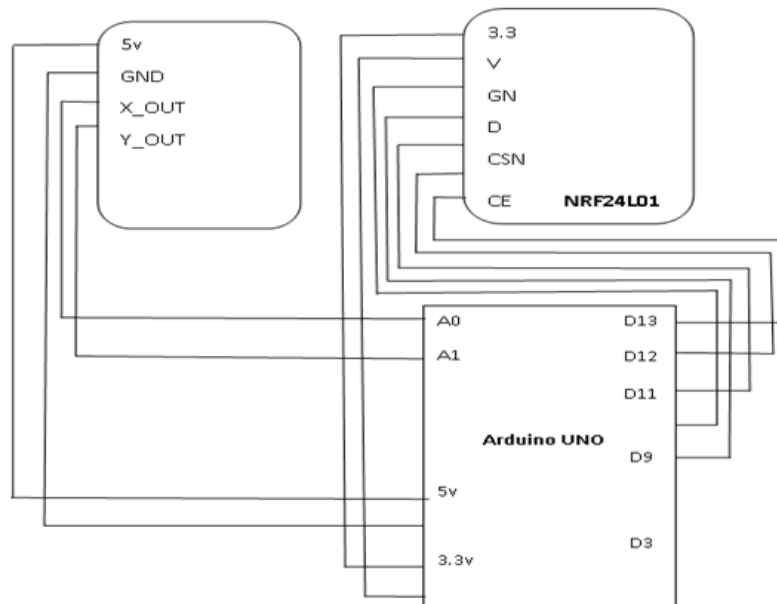 5v
GND
X_OUT
Y_OUT
3.3
V
GN
D
CSN
CE NRF24L01
A0 D13
A1 D12
D11
Arduino UNO
D9
5v
D3
3.3v